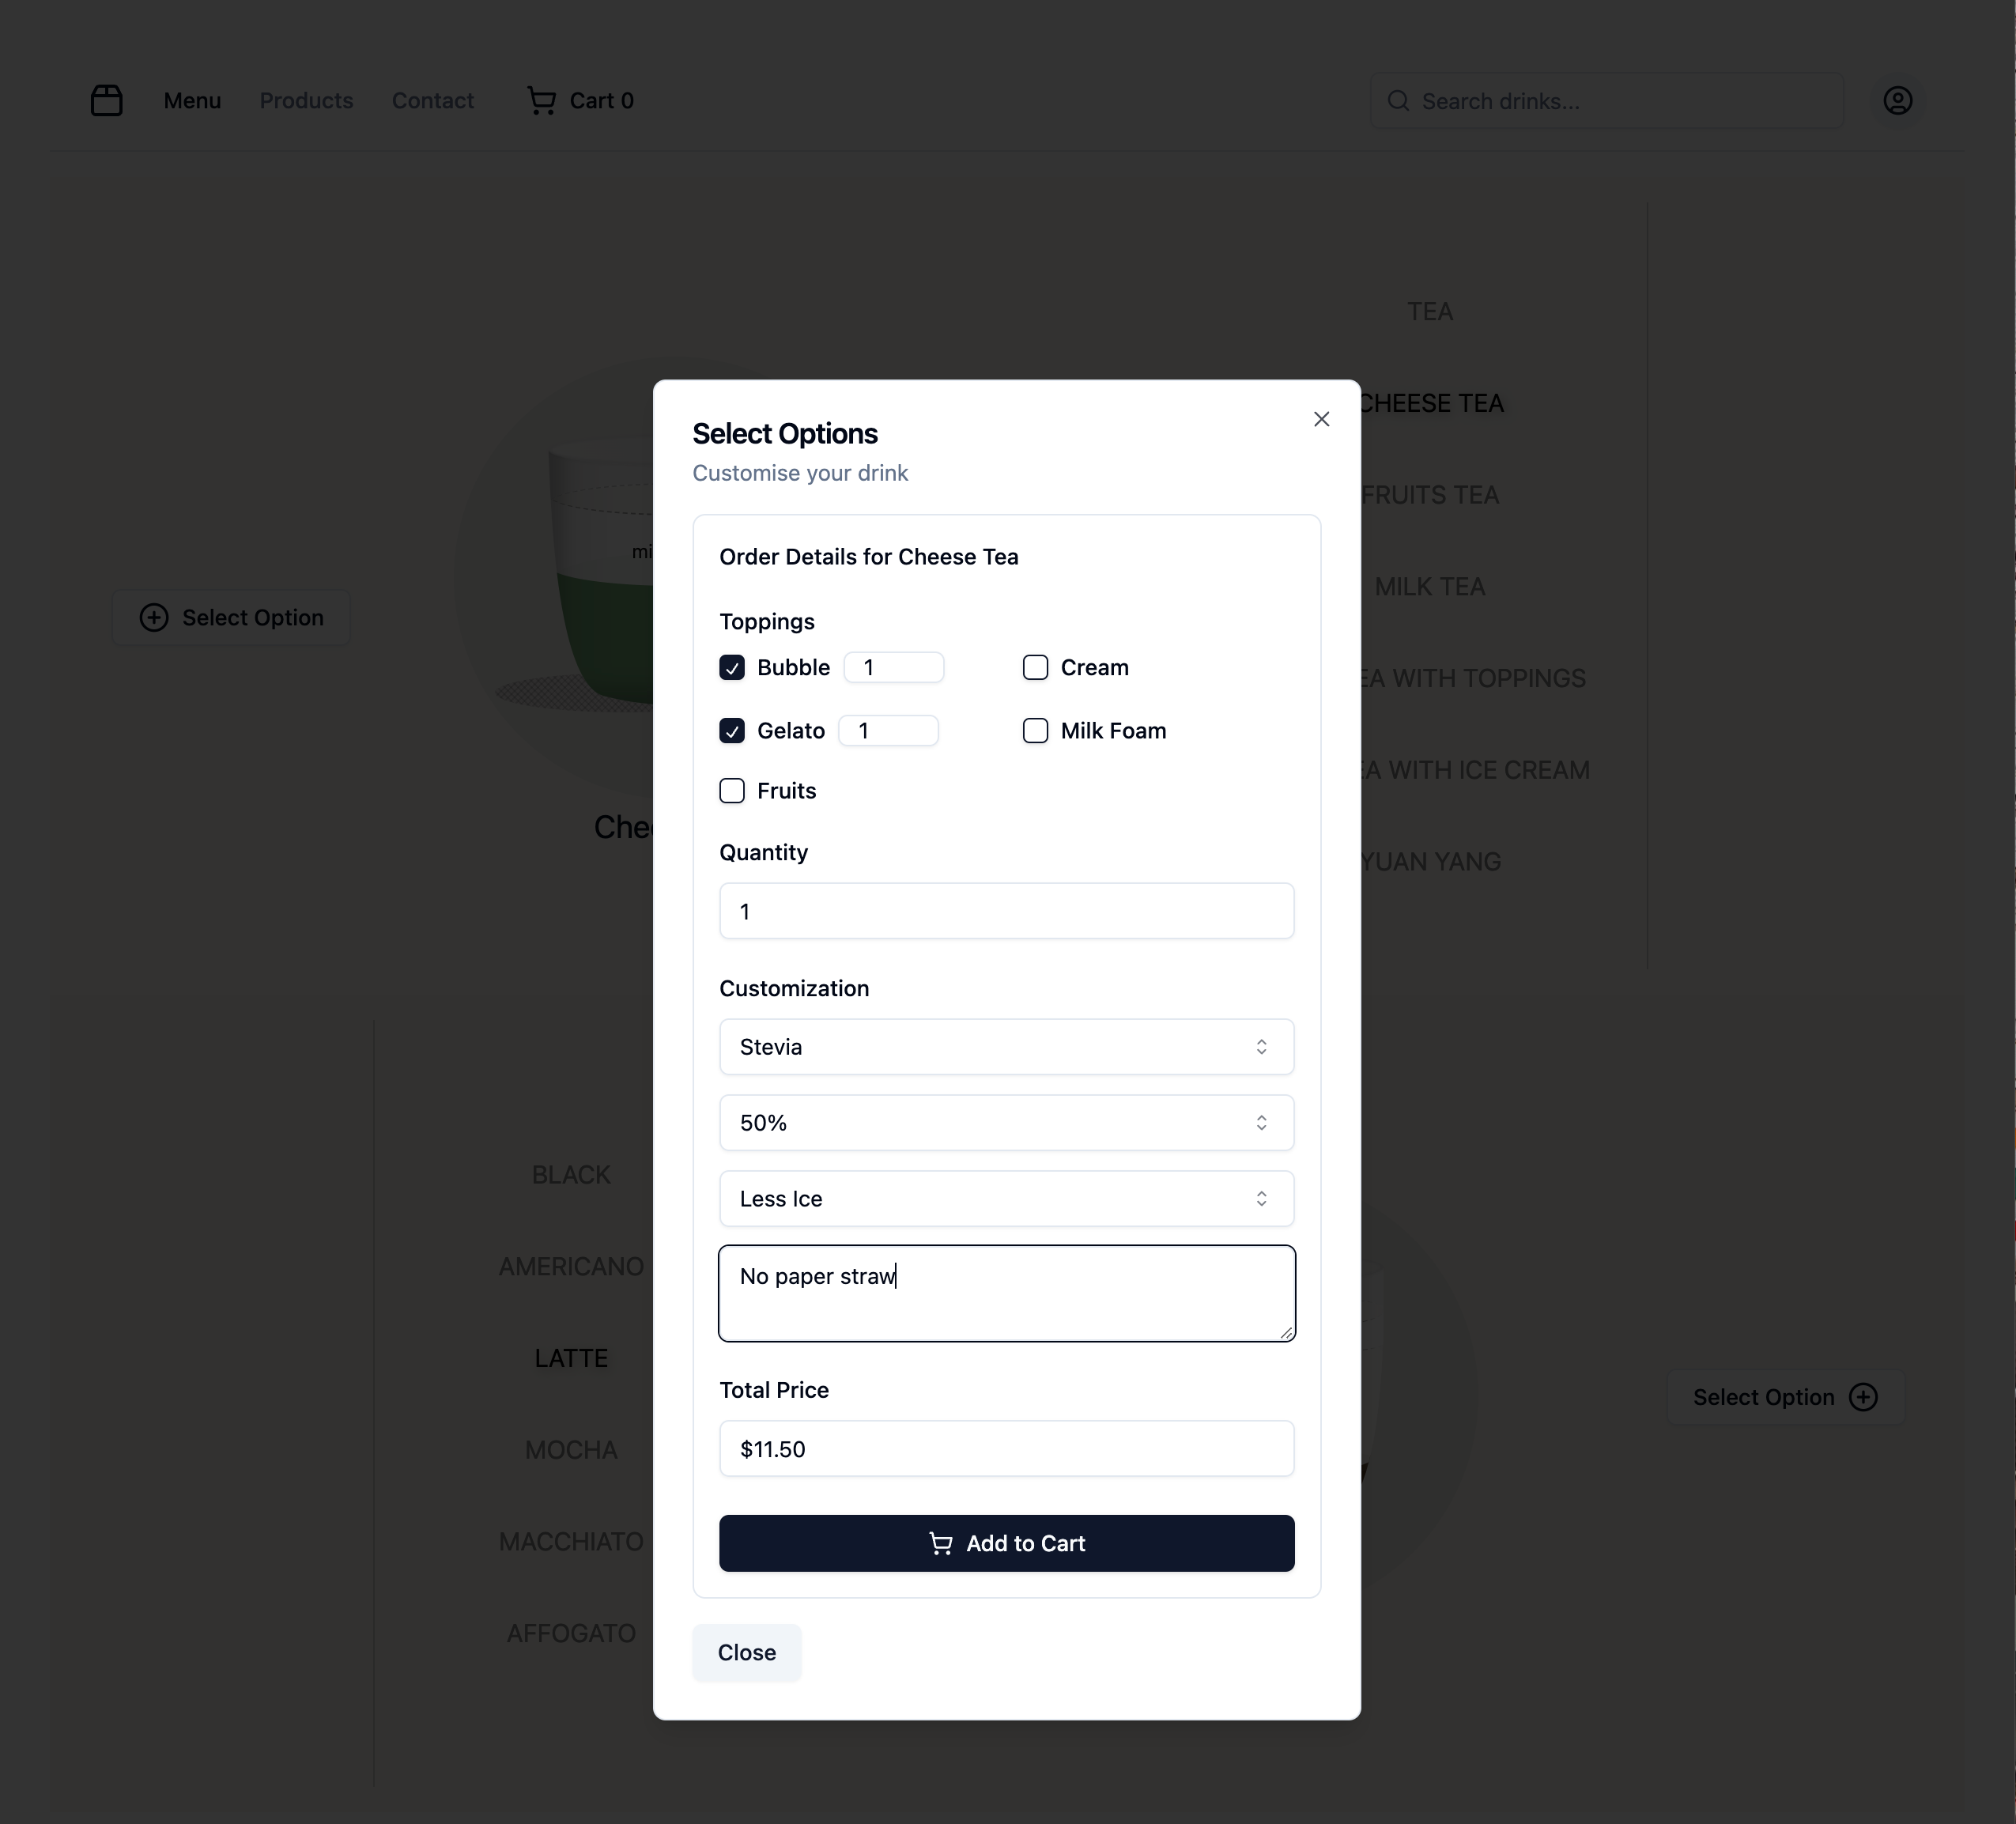 Menu Products Contact Cart 0 Search drinks...
TEA
CHEESE TEA
FRUITS TEA
MILK TEA
WITH TOPPINGS
WITH ICE CREAM
YUAN YANG
Select Option
Select Options
Customise your drink
Order Details for Cheese Tea
Toppings
Bubble 1 Cream
Gelato 1 Milk Foam
Fruits
Quantity
1
Customization
Stevia
50%
Less Ice
No paper straw
Total Price
$11.50
Add to Cart
Close
BLACK
AMERICANO
LATTE
MOCHA
MACCHIATO
AFFOGATO
Select Option